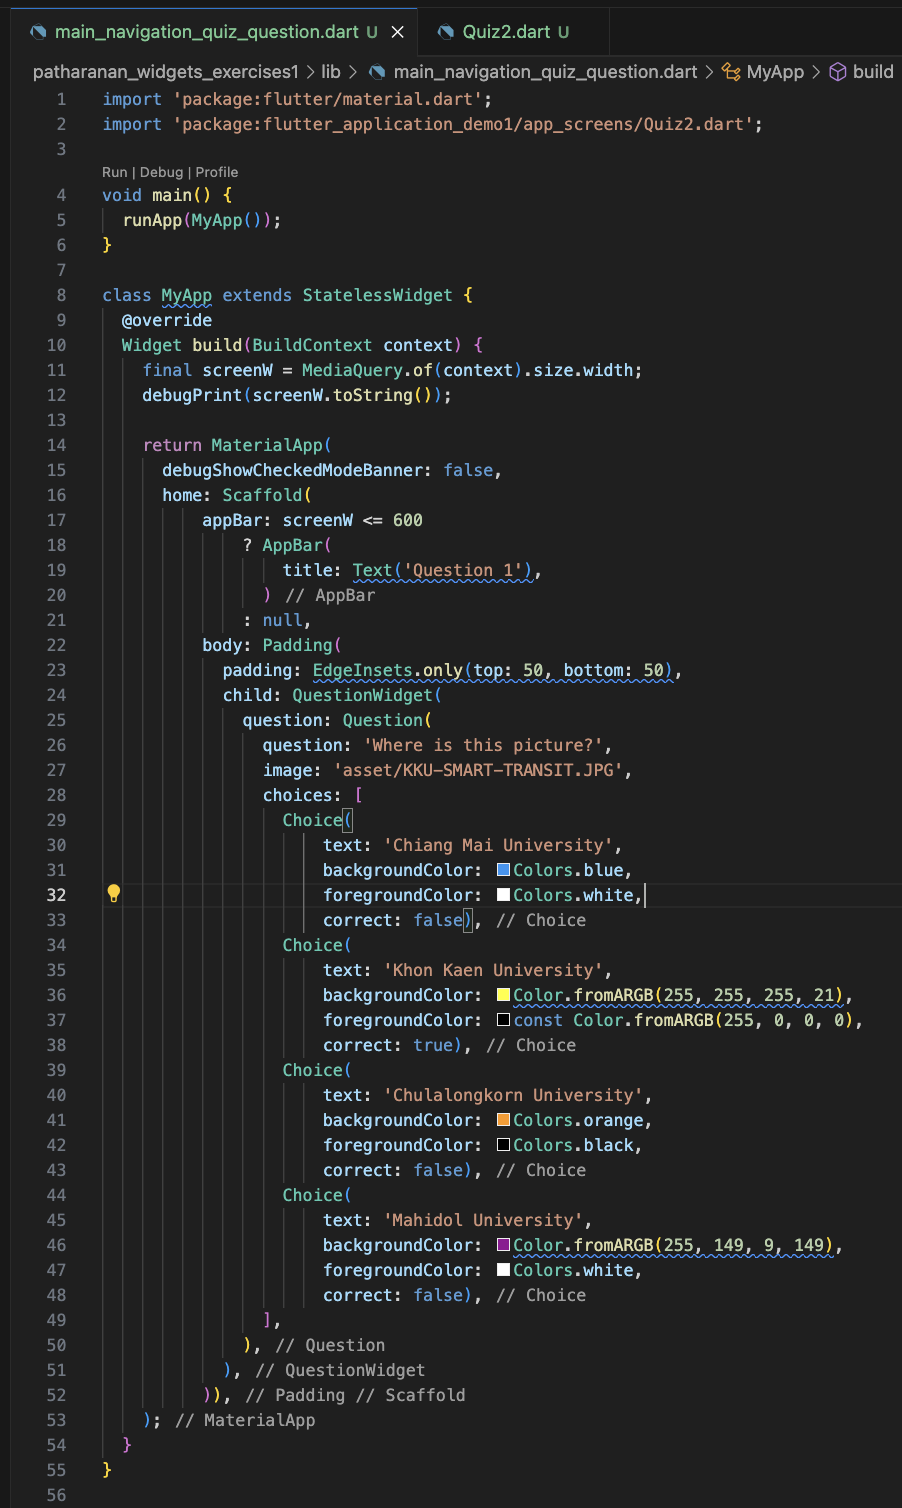 main_navigation_quiz_question.dart U
Quiz2.dart U
patharanan_widgets_exercises1 > lib > main_navigation_quiz_question.dart > MyApp > build
1 import 'package:flutter/material.dart';
2 import 'package:flutter_application_demo1/app_screens/Quiz2.dart';
3
Run | Debug | Profile
4 void main() {
5 runApp(MyApp());
6 }
7
8 class MyApp extends StatelessWidget {
9 @override
10 Widget build(BuildContext context) {
11 final screenW = MediaQuery.of(context).size.width;
12 debugPrint(screenW.toString());
13
14 return MaterialApp(
15 debugShowCheckedModeBanner: false,
16 home: Scaffold(
17 appBar: screenW <= 600
18 ? AppBar(
19 title: Text('Question 1'),
20 ) // AppBar
21 : null,
22 body: Padding(
23 padding: EdgeInsets.only(top: 50, bottom: 50),
24 child: QuestionWidget(
25 question: Question(
26 question: 'Where is this picture?',
27 image: 'asset/KKU-SMART-TRANSIT.JPG',
28 choices: [
29 Choice(
30 text: 'Chiang Mai University',
31 backgroundColor: Colors.blue,
32 foregroundColor: Colors.white,
33 correct: false), // Choice
34 Choice(
35 text: 'Khon Kaen University',
36 backgroundColor: Color.fromARGB(255, 255, 255, 21),
37 foregroundColor: const Color.fromARGB(255, 0, 0, 0),
38 correct: true), // Choice
39 Choice(
40 text: 'Chulalongkorn University',
41 backgroundColor: Colors.orange,
42 foregroundColor: Colors.black,
43 correct: false), // Choice
44 Choice(
45 text: 'Mahidol University',
46 backgroundColor: Color.fromARGB(255, 149, 9, 149),
47 foregroundColor: Colors.white,
48 correct: false), // Choice
49 ],
50 ), // Question
51 ), // QuestionWidget
52 )), // Padding // Scaffold
53 ); // MaterialApp
54 }
55 }
56